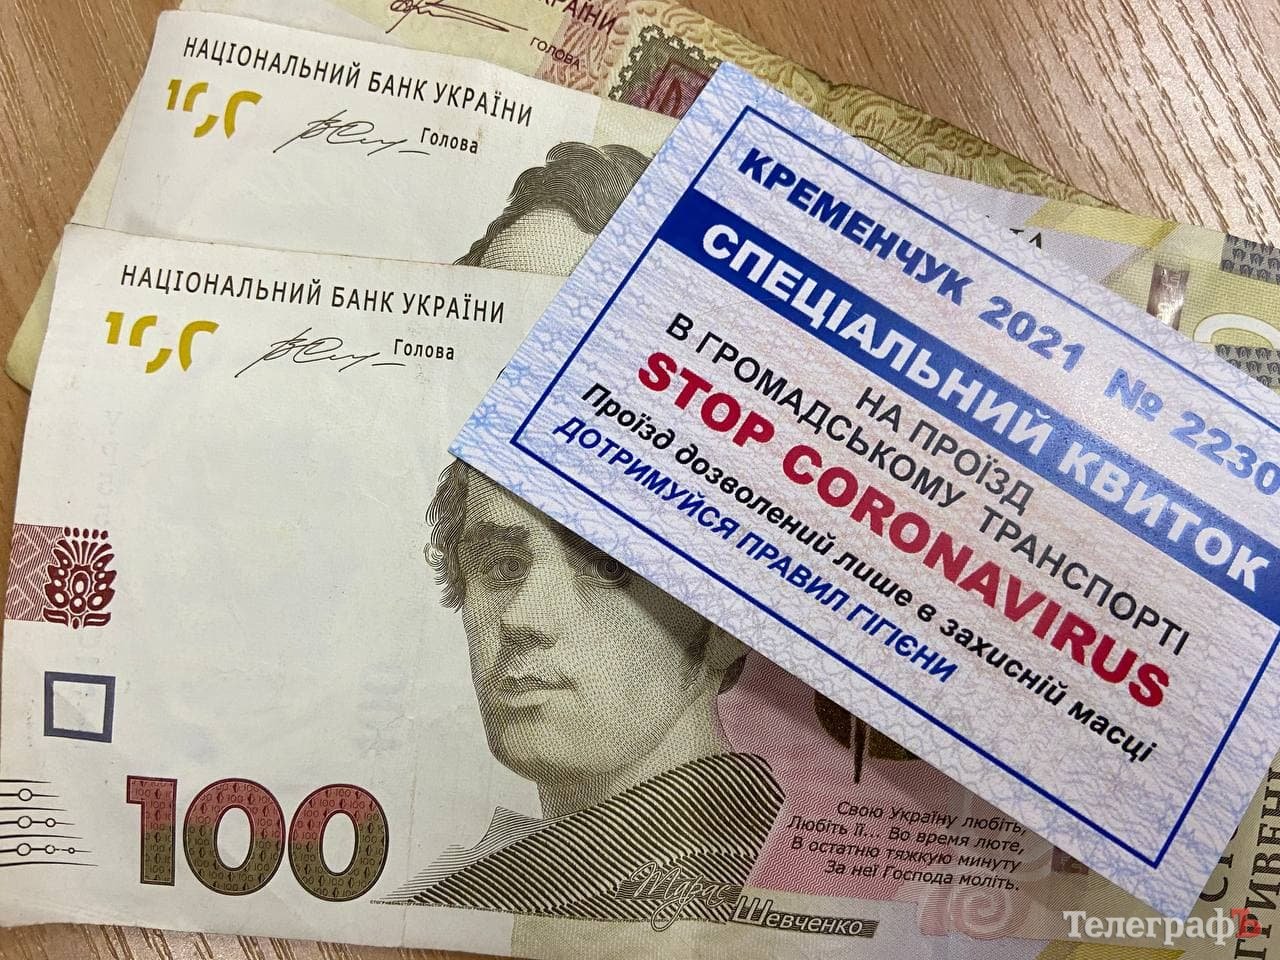 УКРАЇНИ
ГОЛОВА
НАЦІОНАЛЬНИЙ БАНК УКРАЇНИ
Голова
НАЦІОНАЛЬНИЙ БАНК УКРАЇНИ
Голова
100
Свою Україну любіть,
Любіть її... Во время люте,
В остатню тяжкую минуту
За неї Господа моліть.
Тарас Шевченко
КРЕМЕНЧУК 2021 № 2230
СПЕЦІАЛЬНИЙ КВИТОК
НА ПРОЇЗД
В ГРОМАДСЬКОМУ ТРАНСПОРТІ
STOP CORONAVIRUS
Проїзд дозволений лише в захисній масці
ДОТРИМУЙСЯ ПРАВИЛ ГІГІЄНИ
ТелеграфЪ